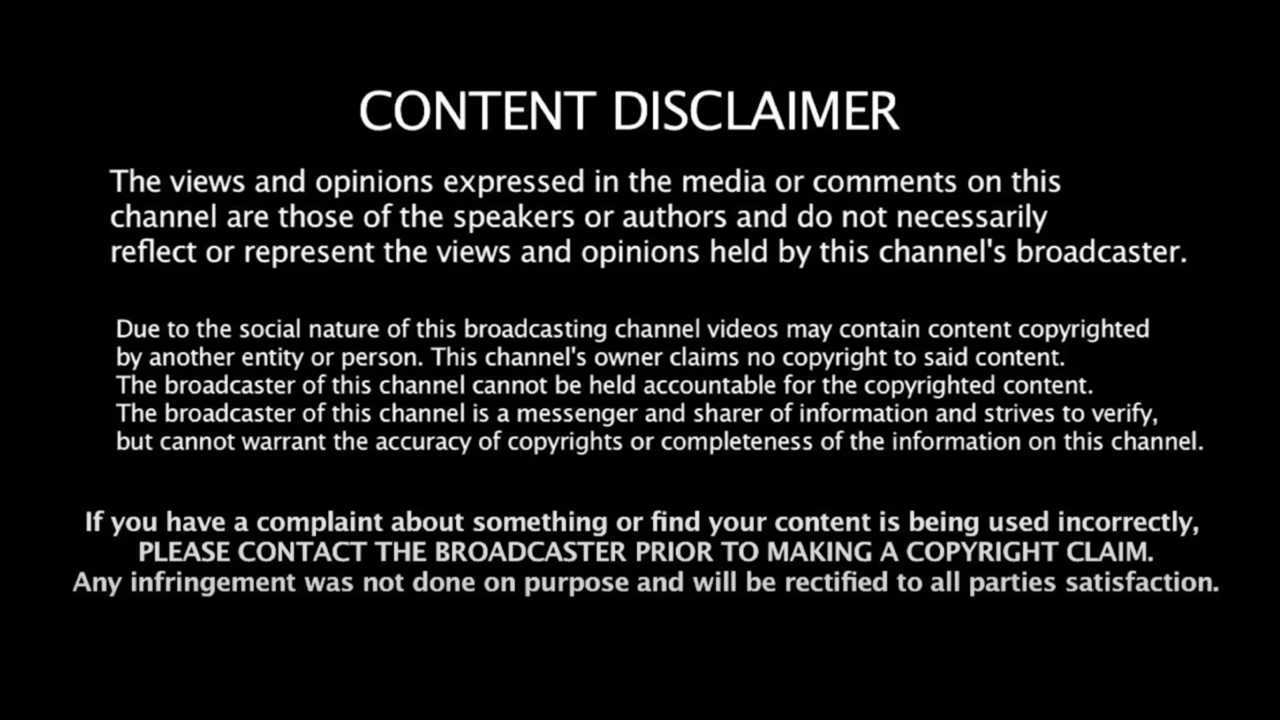 CONTENT DISCLAIMER
The views and opinions expressed in the media or comments on this
channel are those of the speakers or authors and do not necessarily
reflect or represent the views and opinions held by this channel's broadcaster.
Due to the social nature of this broadcasting channel videos may contain content copyrighted
by another entity or person. This channel's owner claims no copyright to said content.
The broadcaster of this channel cannot be held accountable for the copyrighted content.
The broadcaster of this channel is a messenger and sharer of information and strives to verify,
but cannot warrant the accuracy of copyrights or completeness of the information on this channel.
If you have a complaint about something or find your content is being used incorrectly,
PLEASE CONTACT THE BROADCASTER PRIOR TO MAKING A COPYRIGHT CLAIM.
Any infringement was not done on purpose and will be rectified to all parties satisfaction.